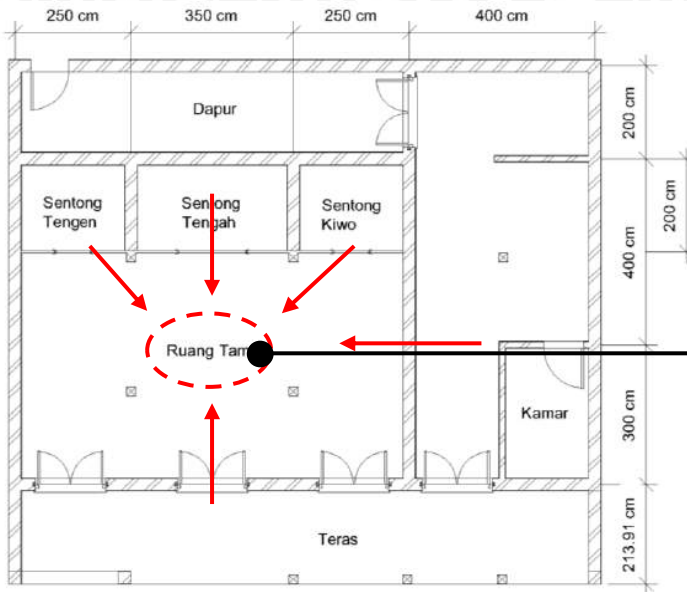 250 cm 350 cm 250 cm 400 cm
Dapur
200 cm
Sentong
Tengen
Sentong
Tengah
Sentong
Kiwo
200 cm
400 cm
Ruang Tam
Kamar
300 cm
Teras
213.91 cm